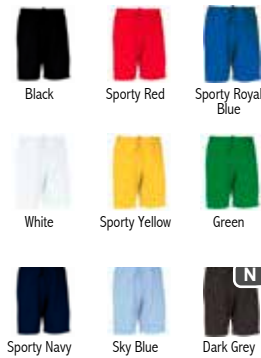 Black
Sporty Red
Sporty Royal
Blue
White
Sporty Yellow
Green
N
Sporty Navy
Sky Blue
Dark Grey